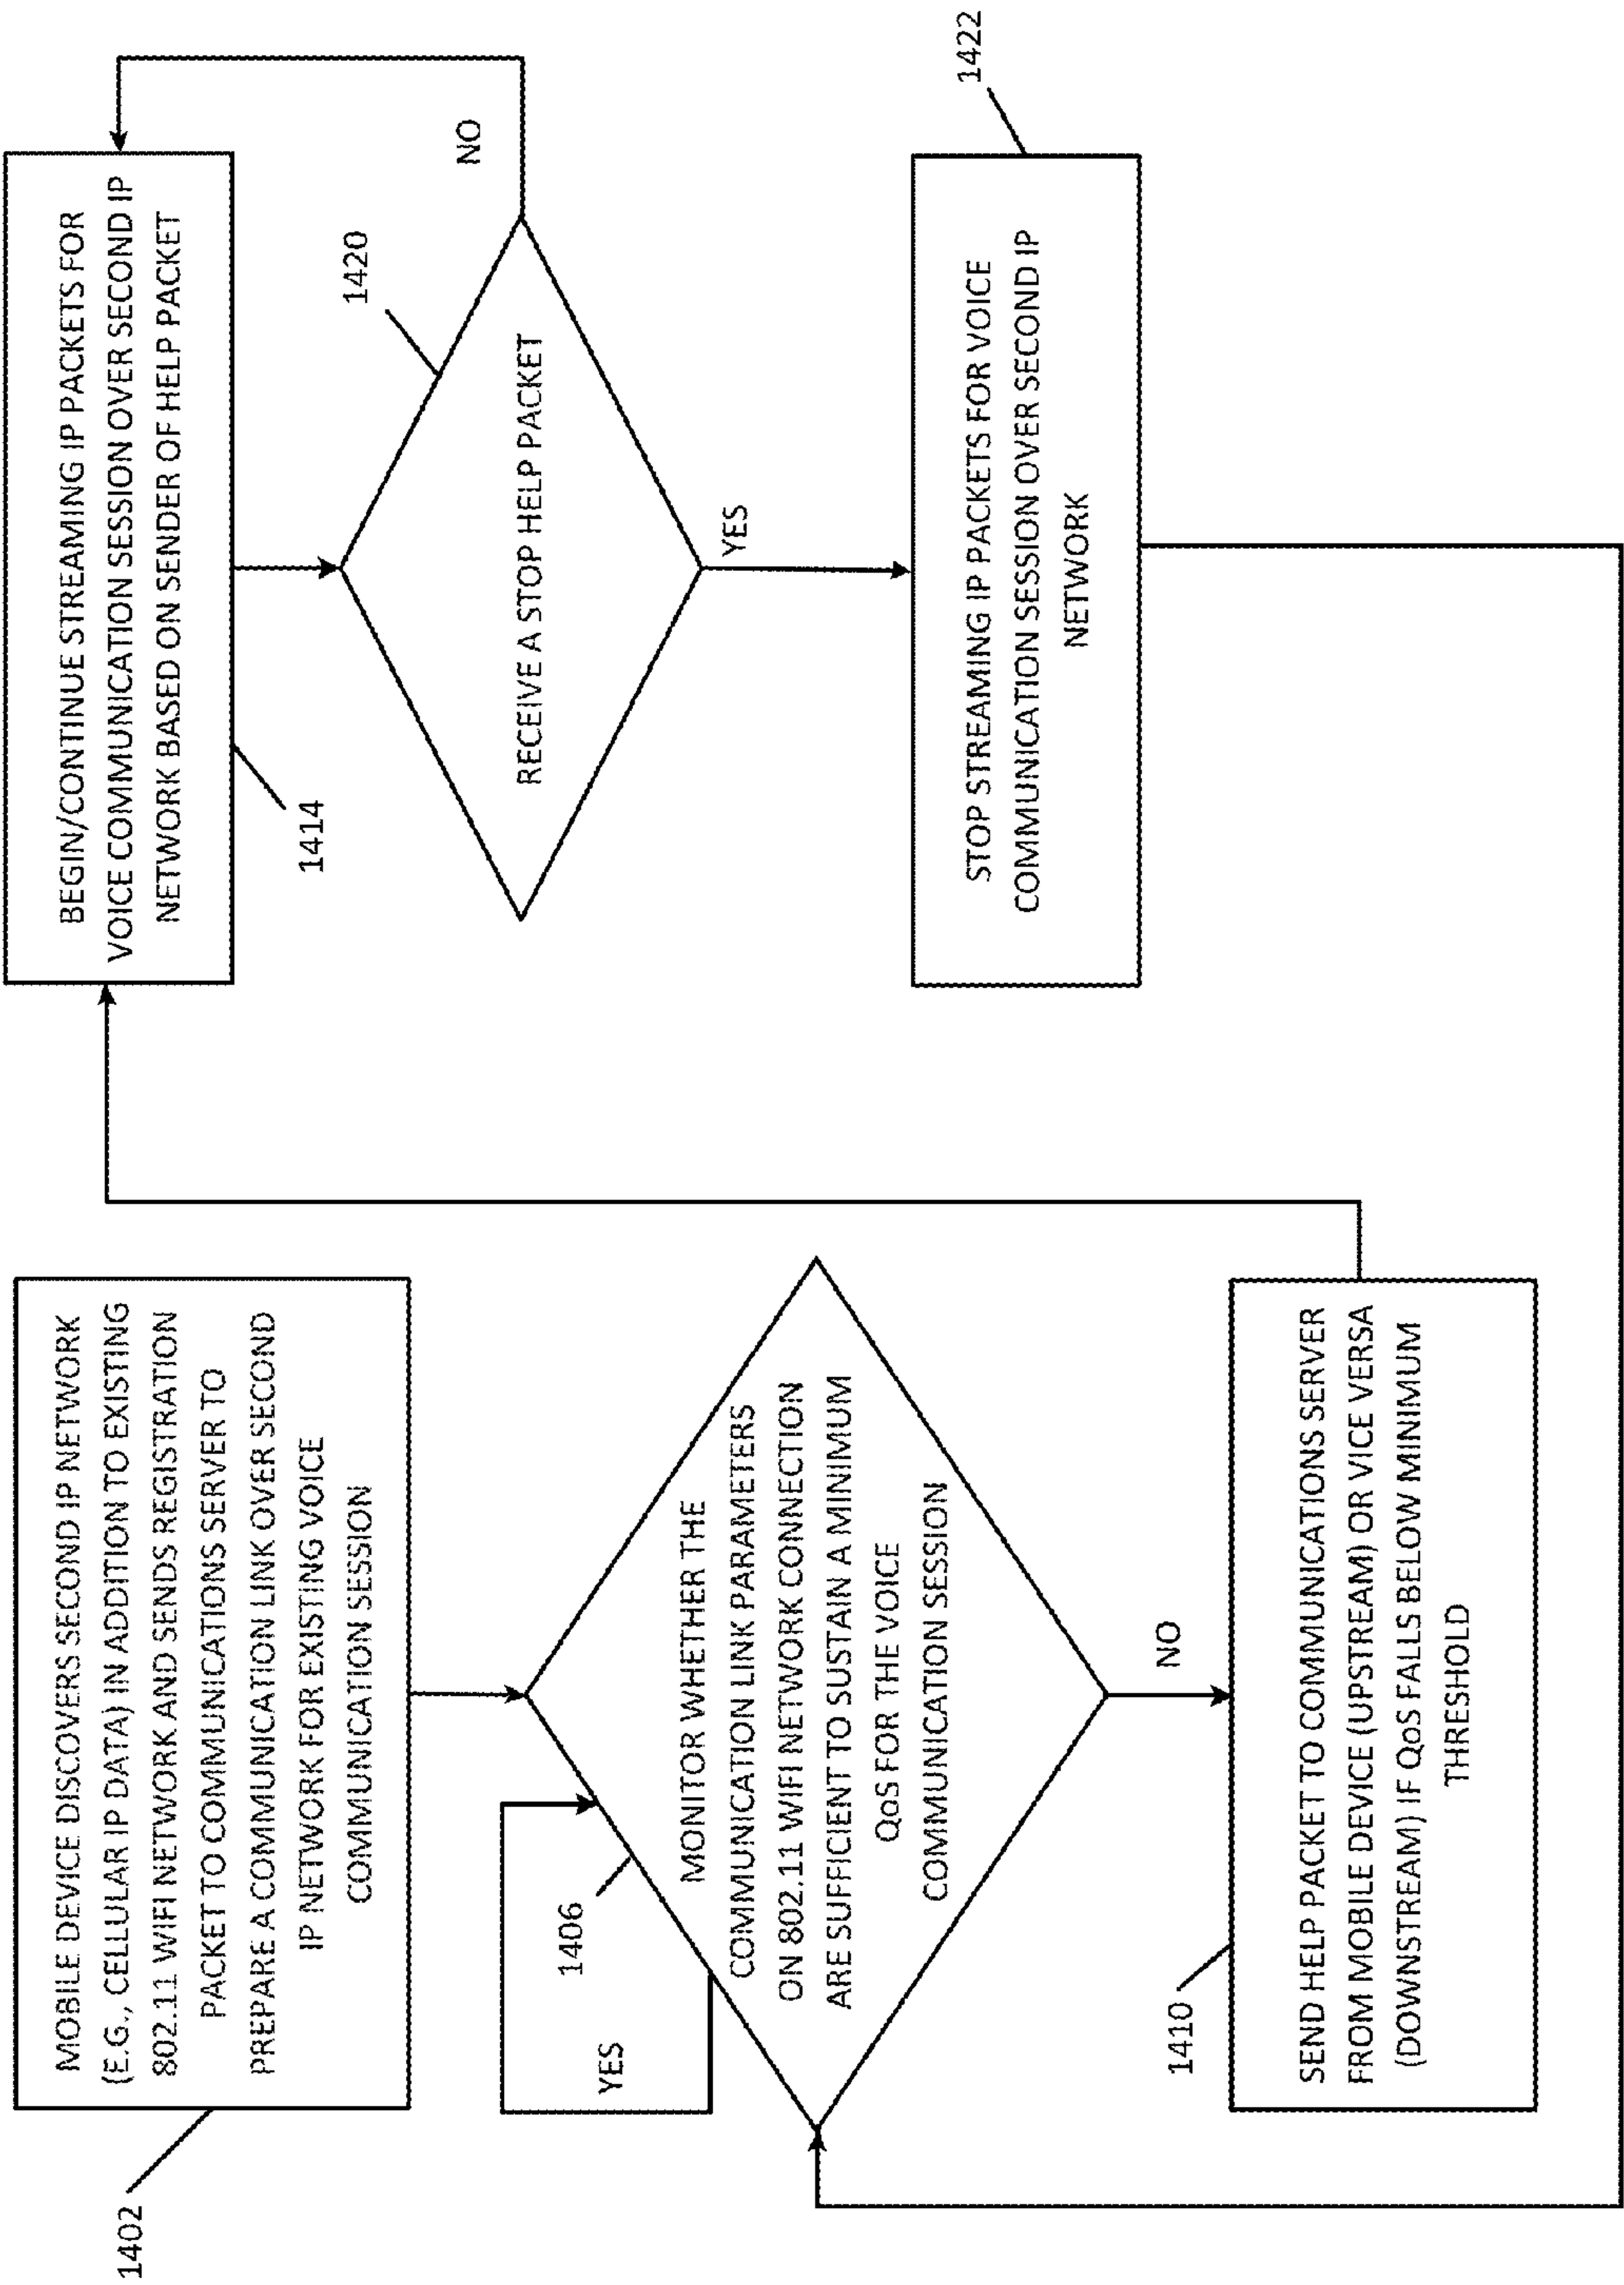 1402
MOBILE DEVICE DISCOVERS SECOND IP NETWORK
(E.G., CELLULAR IP DATA) IN ADDITION TO EXISTING
802.11 WIFI NETWORK AND SENDS REGISTRATION
PACKET TO COMMUNICATIONS SERVER TO
PREPARE A COMMUNICATION LINK OVER SECOND
IP NETWORK FOR EXISTING VOICE
COMMUNICATION SESSION
YES
1406
MONITOR WHETHER THE
COMMUNICATION LINK PARAMETERS
ON 802.11 WIFI NETWORK CONNECTION
ARE SUFFICIENT TO SUSTAIN A MINIMUM
QoS FOR THE VOICE
COMMUNICATION SESSION
NO
1410
SEND HELP PACKET TO COMMUNICATIONS SERVER
FROM MOBILE DEVICE (UPSTREAM) OR VICE VERSA
(DOWNSTREAM) IF QoS FALLS BELOW MINIMUM
THRESHOLD
BEGIN/CONTINUE STREAMING IP PACKETS FOR
VOICE COMMUNICATION SESSION OVER SECOND IP
NETWORK BASED ON SENDER OF HELP PACKET
1414
1420
RECEIVE A STOP HELP PACKET
NO
YES
1422
STOP STREAMING IP PACKETS FOR VOICE
COMMUNICATION SESSION OVER SECOND IP
NETWORK